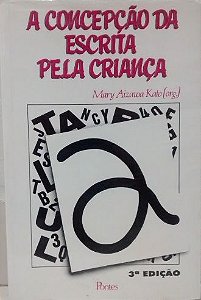 A CONCEPÇÃO DA
ESCRITA
PELA CRIANÇA
Mary Aizawa Kato (org.)
a
3ª EDIÇÃO
Pontes